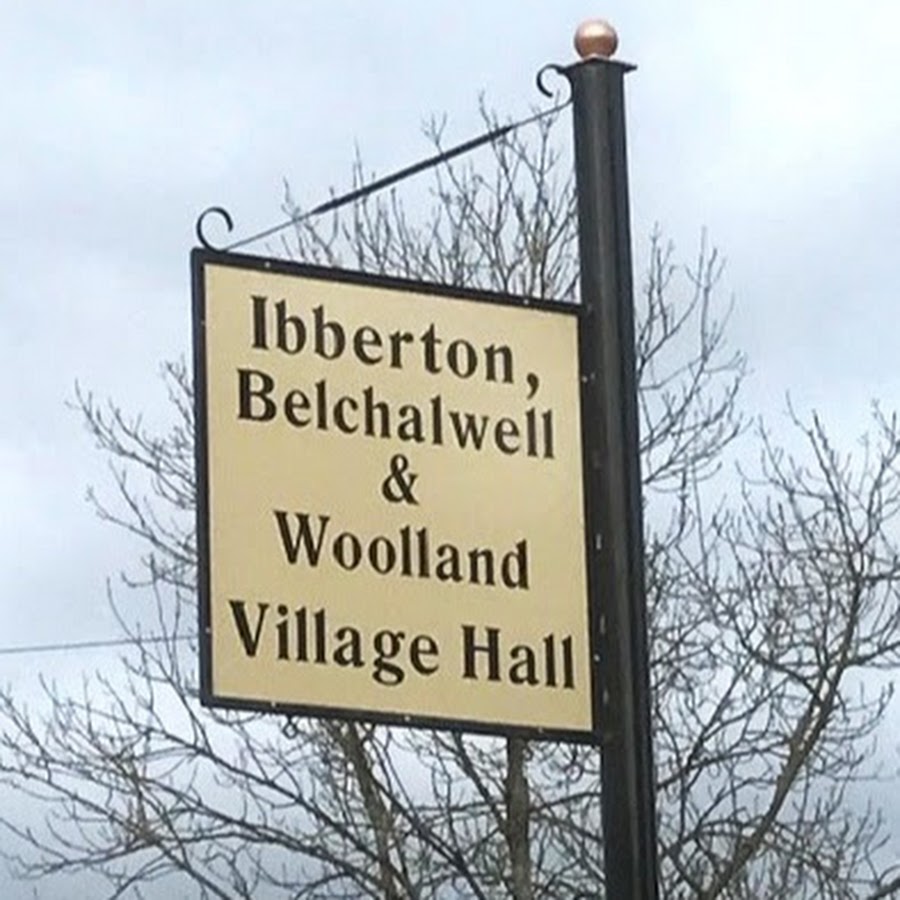 Ibberton,
Belchalwell
&
Woolland
Village Hall